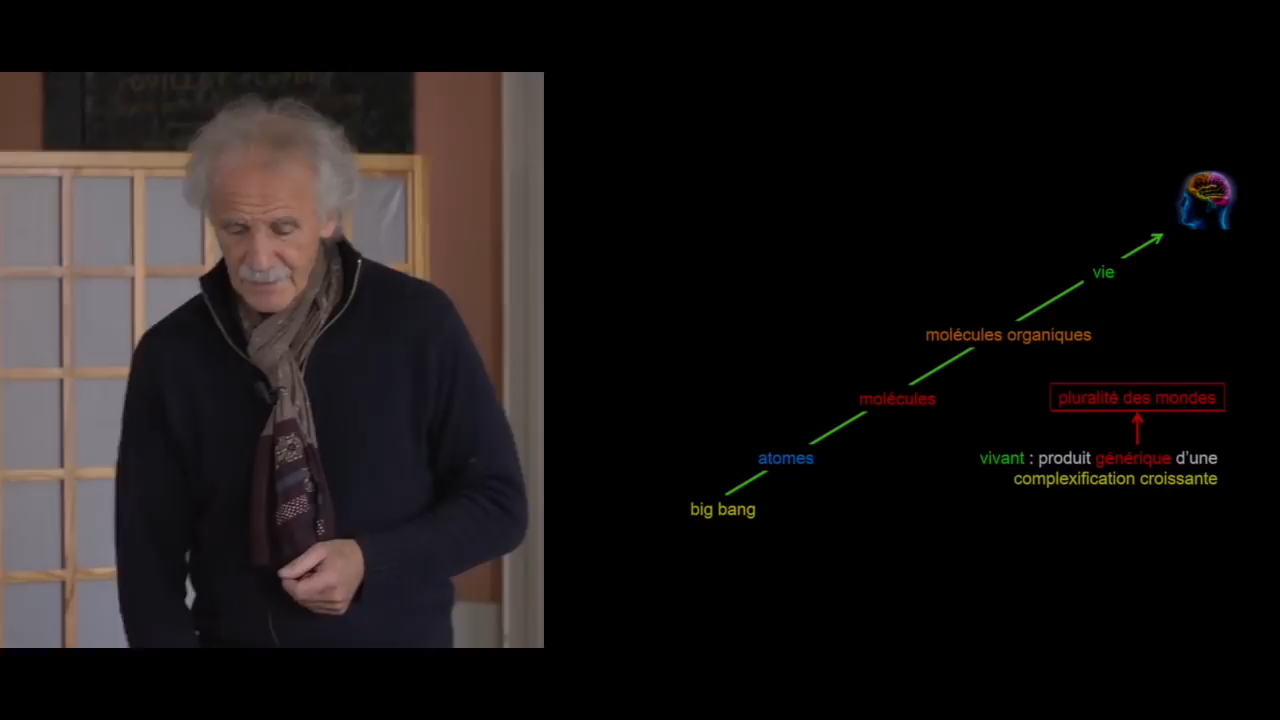 vie
molécules organiques
molécules
pluralité des mondes
atomes
vivant : produit générique d'une
complexification croissante
big bang